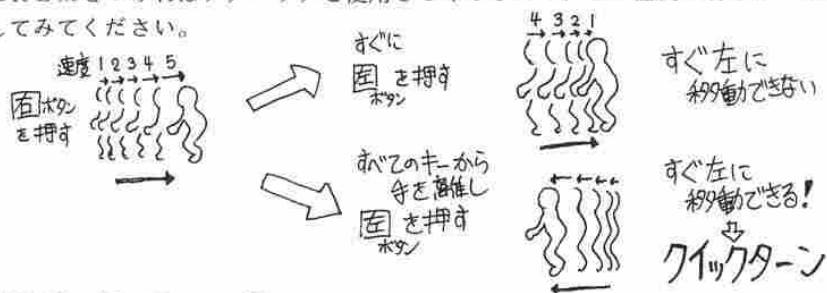 してみてください。
速度 1 2 3 4 5
右 ボタン
を押す
すぐに
左 を押す
ボタン
4 3 2 1
すぐ左に
移動できない
すべてのキーから
手を離し
左 を押す
ボタン
すぐ左に
移動できる!
クイックターン